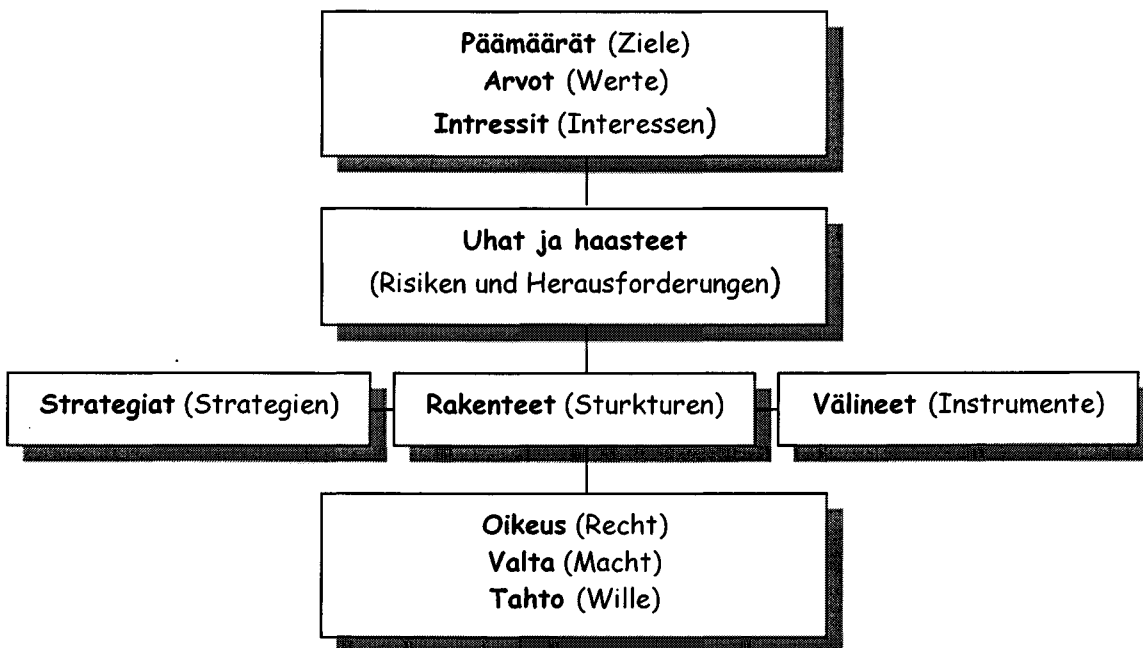 Päämäärät (Ziele)
Arvot (Werte)
Intressit (Interessen)
Uhat ja haasteet
(Risiken und Herausforderungen)
Strategiat (Strategien)
Rakenteet (Sturkturen)
Välineet (Instrumente)
Oikeus (Recht)
Valta (Macht)
Tahto (Wille)